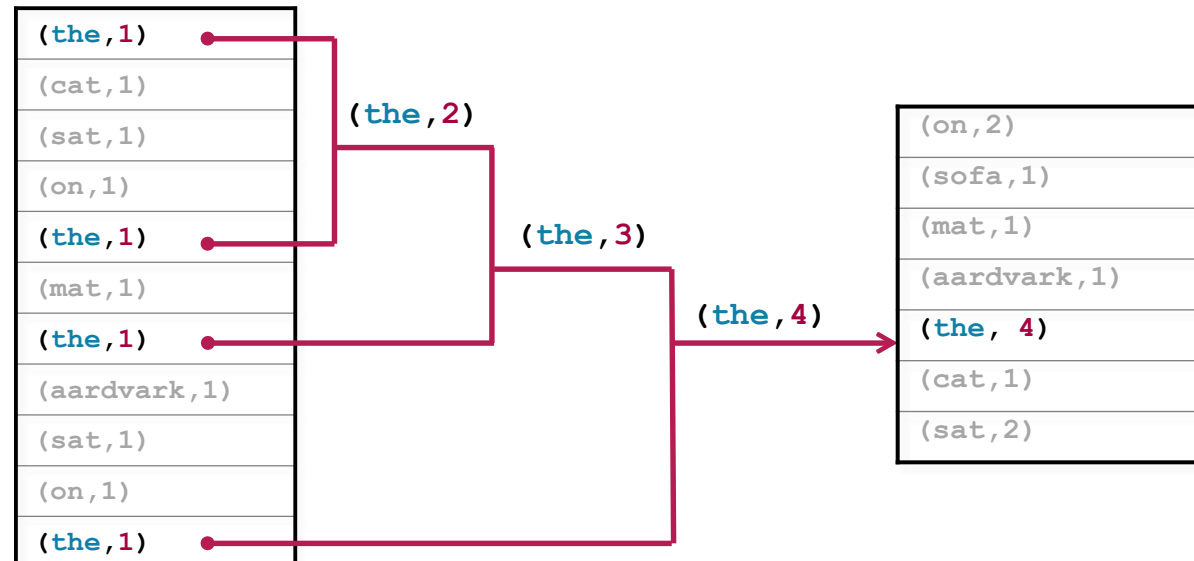 (the,1)
(cat,1)
(sat,1)
(on,1)
(the,1)
(mat,1)
(the,1)
(aardvark,1)
(sat,1)
(on,1)
(the,1)
(the,2)
(the,3)
(the,4)
(on,2)
(sofa,1)
(mat,1)
(aardvark,1)
(the, 4)
(cat,1)
(sat,2)